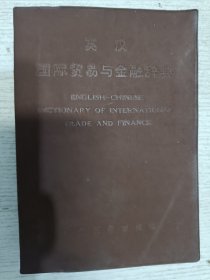 英汉
国际贸易与金融辞典
ENGLISH-CHINESE
DICTIONARY OF INTERNATIONAL
TRADE AND FINANCE